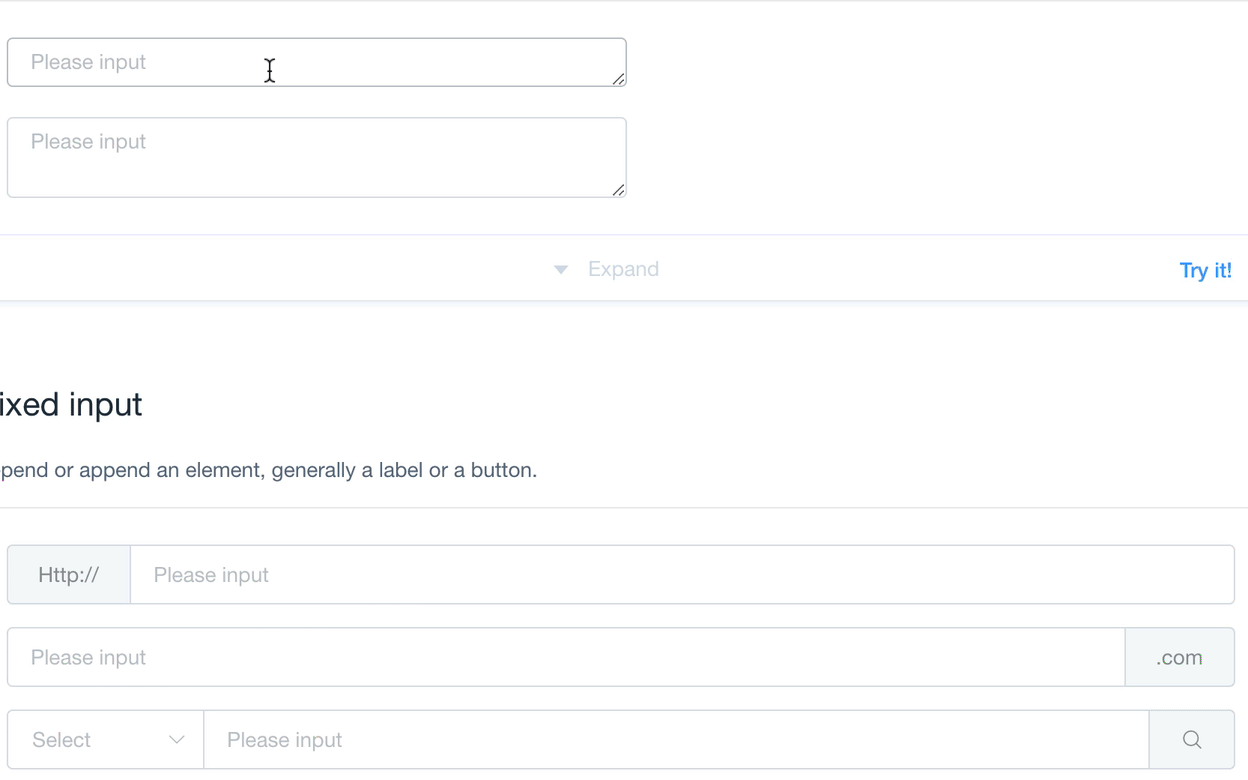 Please input
Please input
Expand
Try it!
ixed input
pend or append an element, generally a label or a button.
Http:// Please input
Please input .com
Select Please input